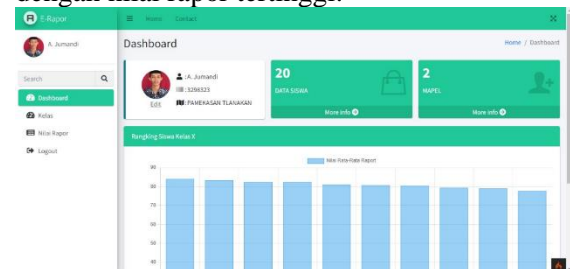 dengan nilai rapor tertinggi.
E-Rapor
Home Contact
A. Jumandi
Search
Dashboard
Kelas
Nilai Rapor
Logout
Dashboard
Home / Dashboard
: A. Jumandi
: 3298323
: PAMEKASAN TLANAKAN
Edit
20
DATA SISWA
More info
2
MAPEL
More info
Rangking Siswa Kelas X
Nilai Rata-Rata Raport
90
80
70
60
50
40